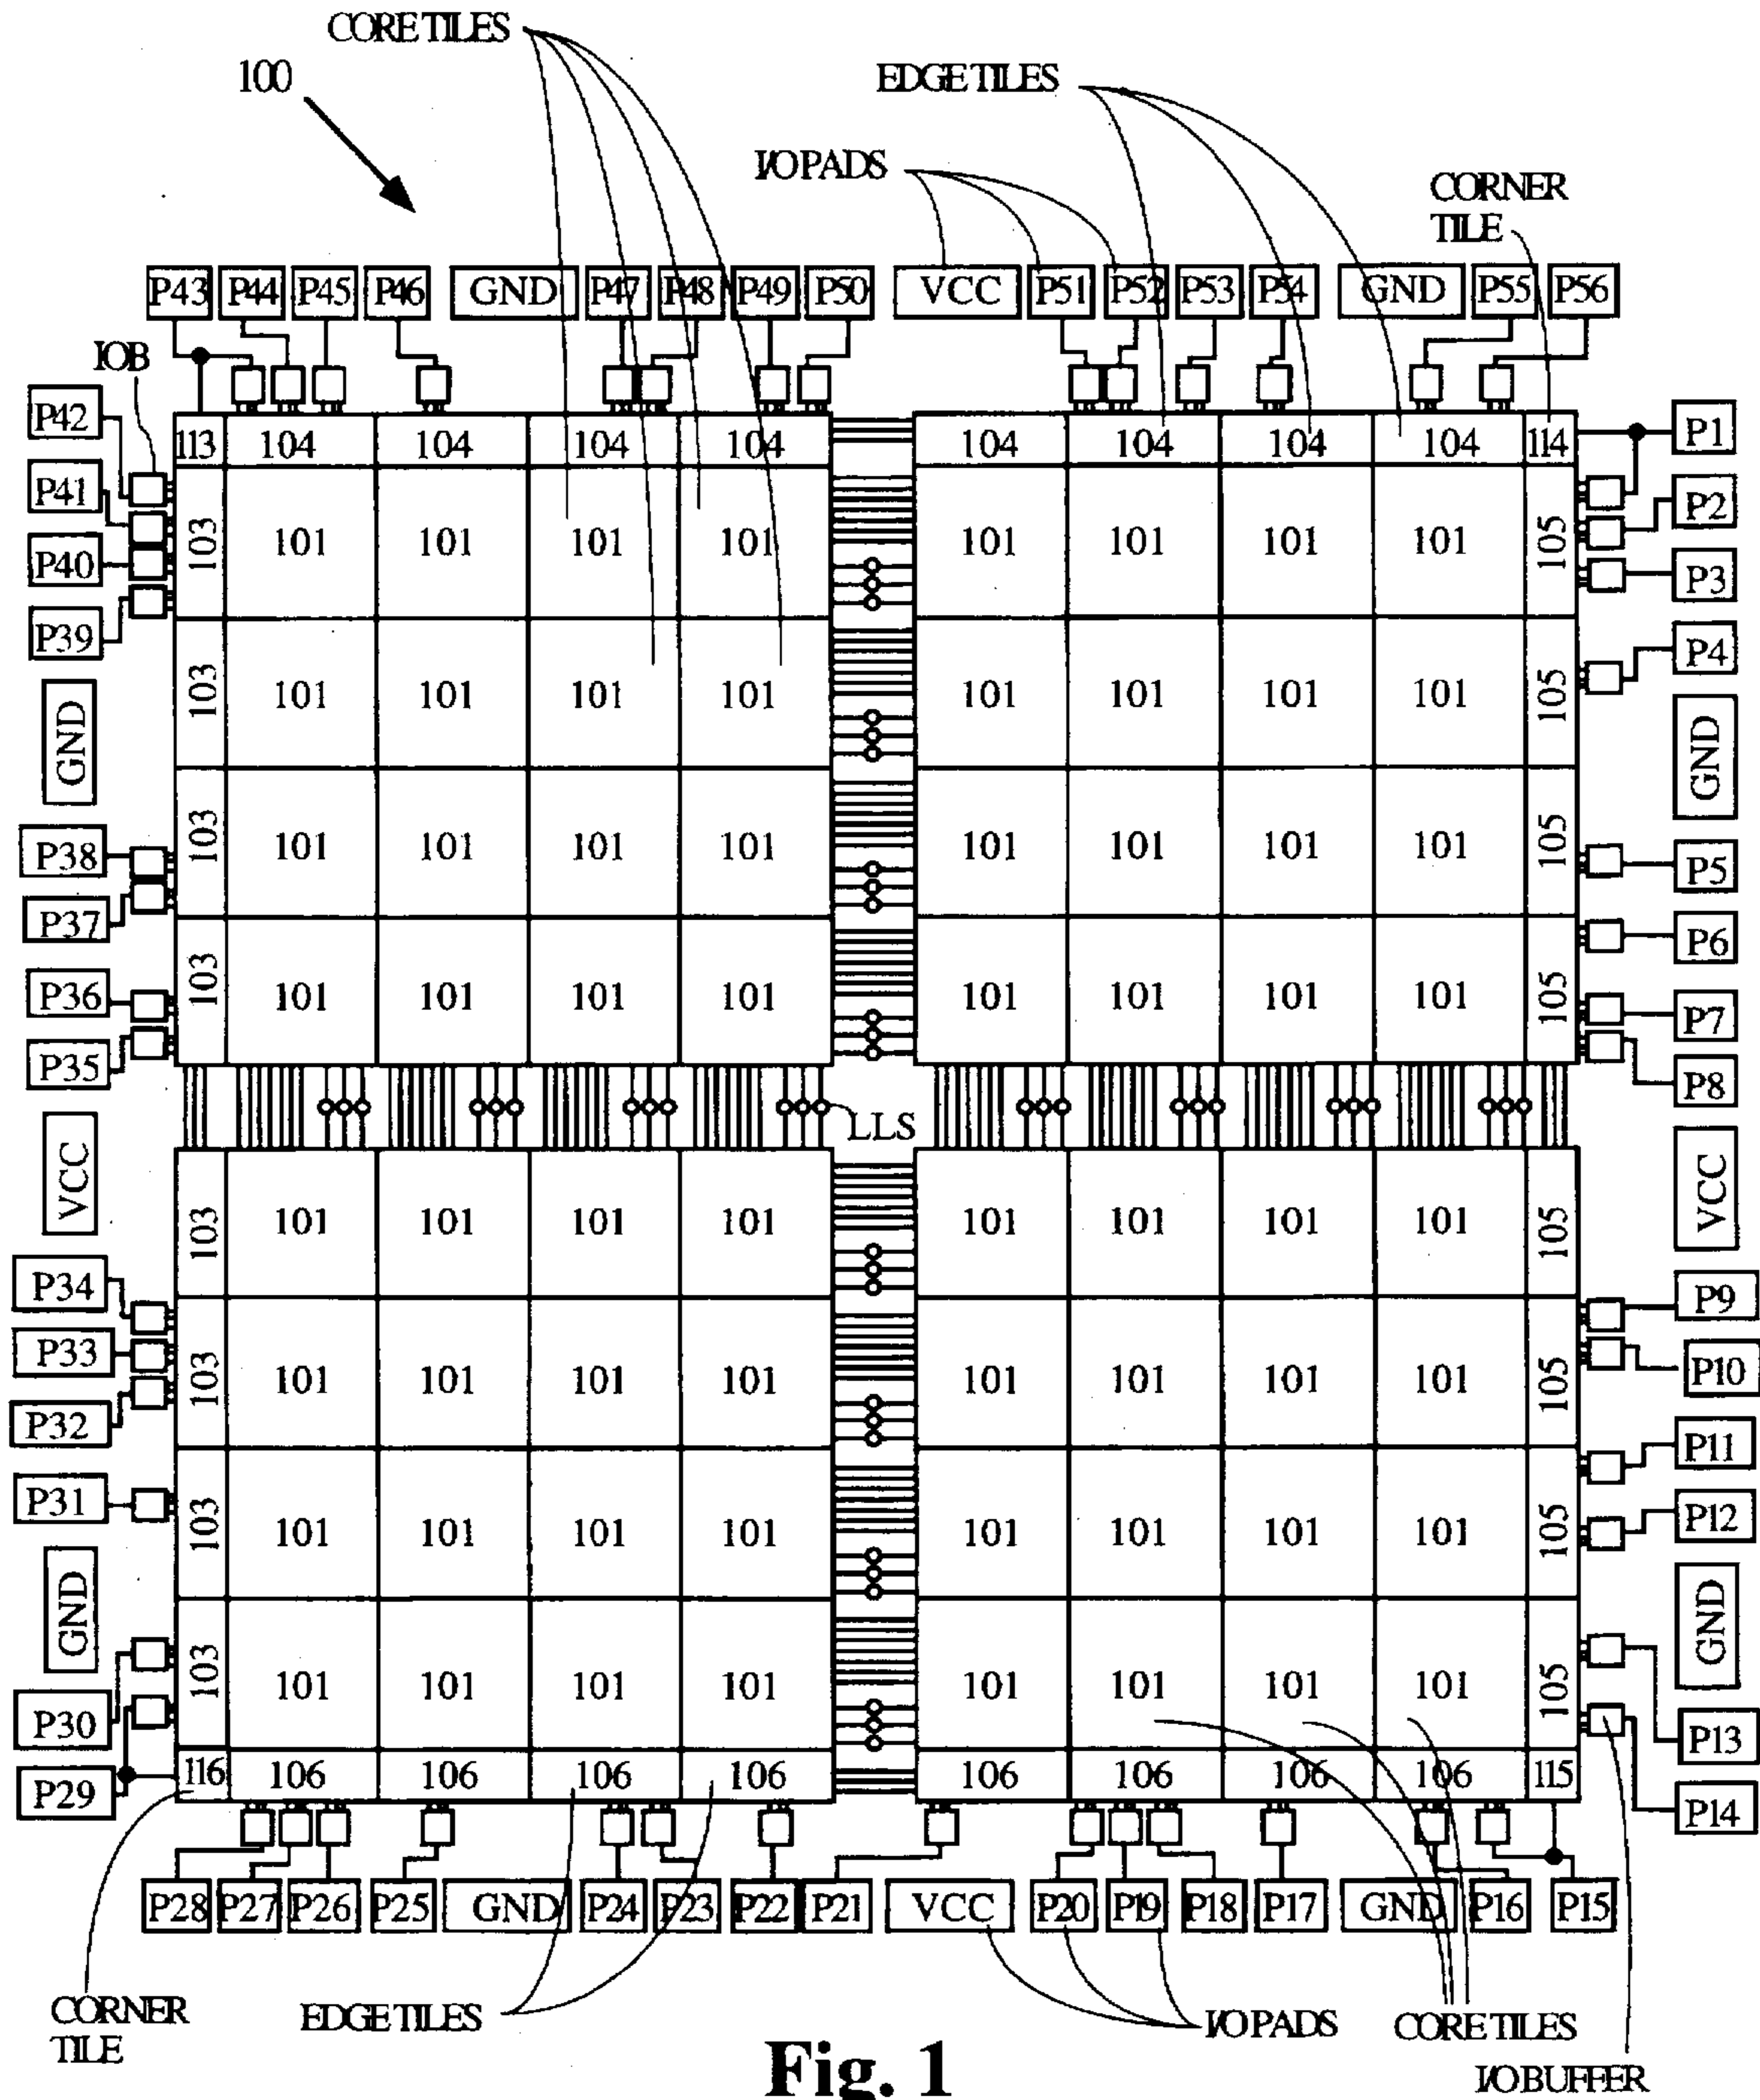 CORE TILES
100
EDGE TILES
I/O PADS
CORNER
TILE
P43 P44 P45 P46 GND P47 P48 P49 P50 VCC P51 P52 P53 P54 GND P55 P56
IOB
P42 113 104 104 104 104 104 104 104 104 114 P1
P41 P2
103 101 101 101 101 101 101 101 101 105
P40 P3
P39 P4
103 101 101 101 101 101 101 101 101 105
GND GND
103 101 101 101 101 101 101 101 101 105
P38 P5
P37 P6
103 101 101 101 101 101 101 101 101 105
P36 P7
P35 P8
LLS
VCC VCC
103 101 101 101 101 101 101 101 101 105
P34 P9
P33 P10
103 101 101 101 101 101 101 101 101 105
P32 P11
P31 P12
103 101 101 101 101 101 101 101 101 105
GND GND
103 101 101 101 101 101 101 101 101 105
P30 P13
116 106 106 106 106 106 106 106 106 115
P29 P14
P28 P27 P26 P25 GND P24 P23 P22 P21 VCC P20 P19 P18 P17 GND P16 P15
CORNER
TILE
EDGE TILES
I/O PADS
CORE TILES
I/O BUFFER
Fig. 1